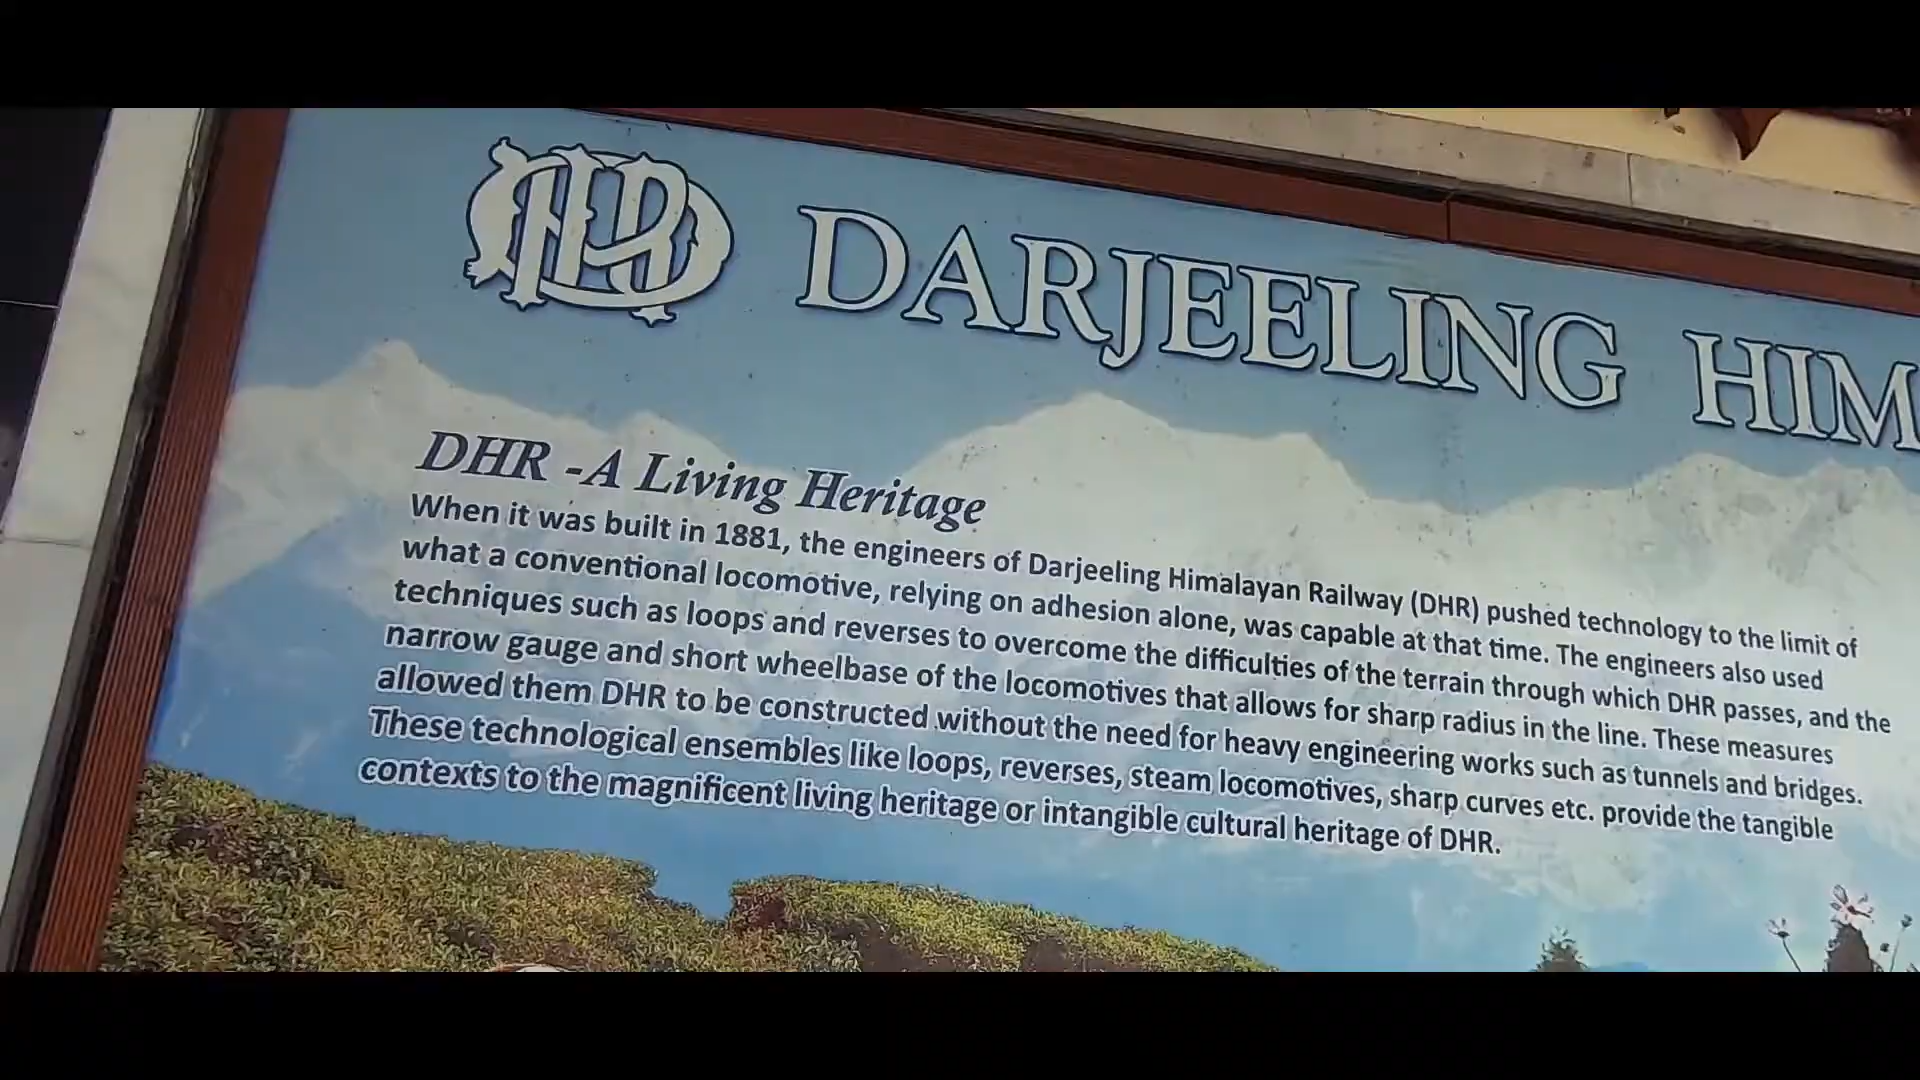 DHR DARJEELING HIM
DHR -A Living Heritage
When it was built in 1881, the engineers of Darjeeling Himalayan Railway (DHR) pushed technology to the limit of
what a conventional locomotive, relying on adhesion alone, was capable at that time. The engineers also used
techniques such as loops and reverses to overcome the difficulties of the terrain through which DHR passes, and the
narrow gauge and short wheelbase of the locomotives that allows for sharp radius in the line. These measures
allowed them DHR to be constructed without the need for heavy engineering works such as tunnels and bridges.
These technological ensembles like loops, reverses, steam locomotives, sharp curves etc. provide the tangible
contexts to the magnificent living heritage or intangible cultural heritage of DHR.